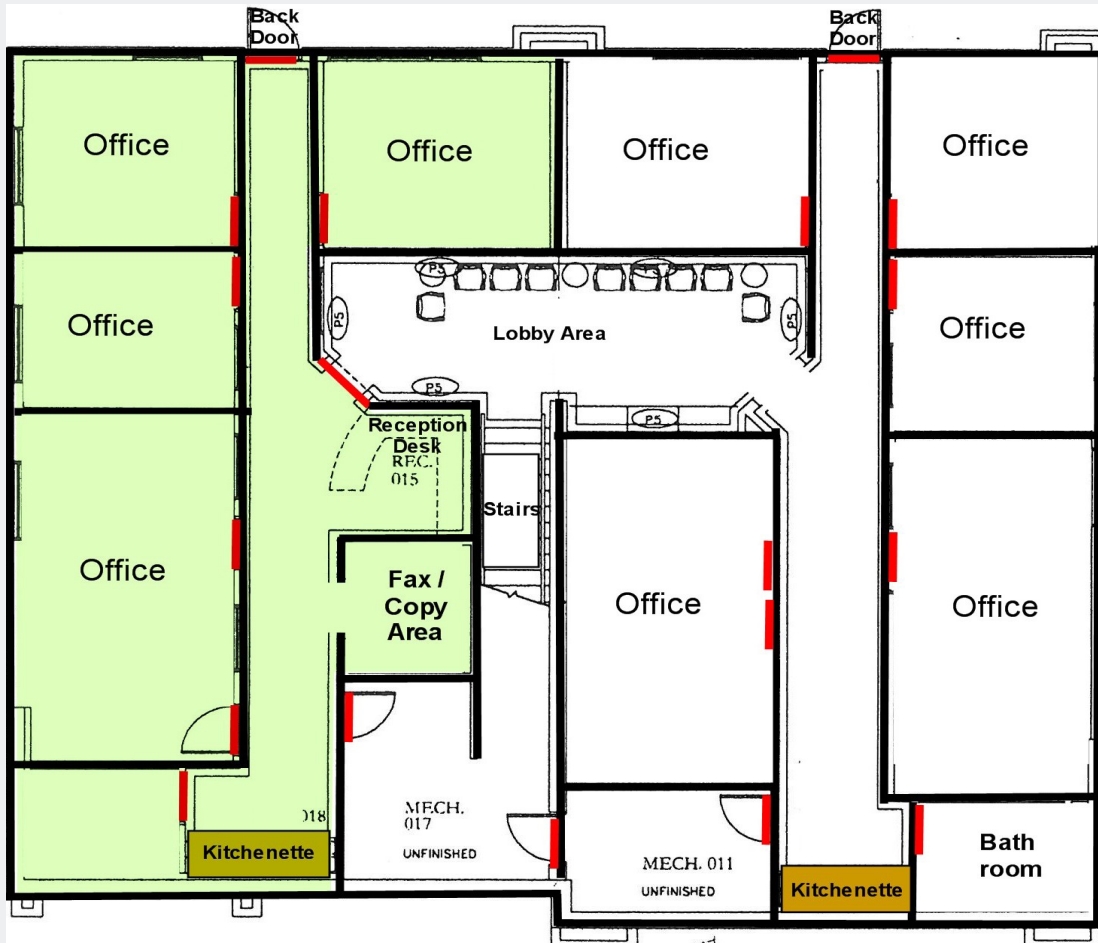 Back
Door
Back
Door
Office
Office
Office
Office
P5
P5
Office
P5
Lobby Area
P5
Office
P5
P5
Reception
Desk
REC.
015
Stairs
Office
Fax /
Copy
Area
Office
Office
018
MECH.
017
UNFINISHED
Kitchenette
MECH. 011
UNFINISHED
Kitchenette
Bath
room